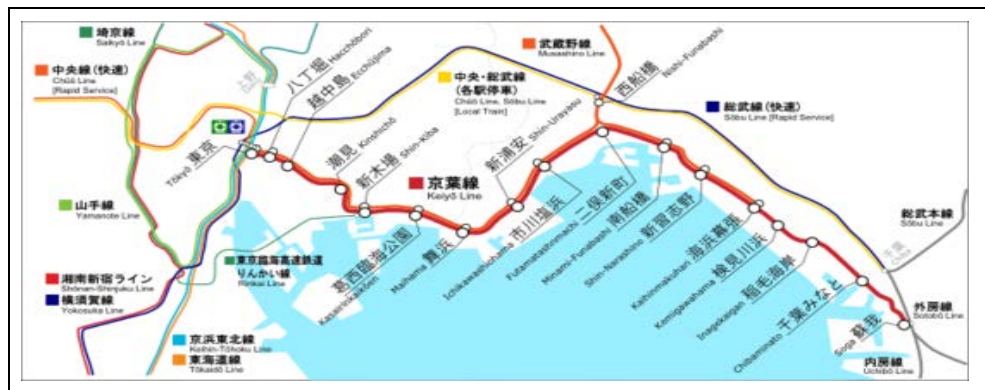 埼京線
Saikyō Line
中央線（快速）
Chūō Line
[Rapid Service]
上野
八丁堀 Hacchōbori
越中島 Ecchūjima
武蔵野線
Musashino Line
西船橋
Nishi-Funabashi
中央・総武線
(各駅停車)
Chūō Line, Sōbu Line
[Local Train]
総武線（快速）
Sōbu Line [Rapid Service]
東京
Tōkyō
潮見 Kinshichō
新木場 Shin-Kiba
新浦安 Shin-Urayasu
京葉線
Keiyō Line
山手線
Yamanote Line
東京臨海高速鉄道
りんかい線
Rinkai Line
葛西臨海公園
Kasairinkaikōen
舞浜
Maihama
市川塩浜
Ichikawashiohama
二俣新町
Futamatashinmachi
南船橋
Minami-Funabashi
新習志野
Shin-Narashino
海浜幕張
Kaihinmakuhari
検見川浜
Kemigawahama
稲毛海岸
Inagekaigan
千葉みなと
Chibaminato
蘇我
Soga
千葉
Chiba
総武本線
Sōbu Line
外房線
Sotobō Line
内房線
Uchibō Line
湘南新宿ライン
Shōnan-Shinjuku Line
横須賀線
Yokosuka Line
京浜東北線
Keihin-Tōhoku Line
東海道線
Tōkaidō Line